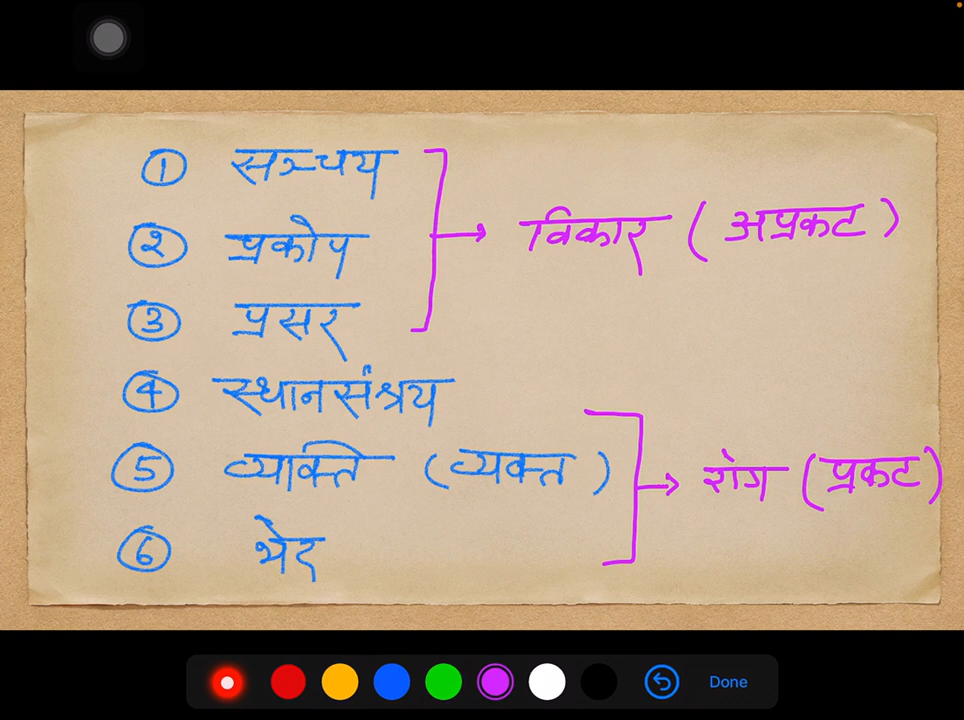 ① सञ्चय
② प्रकोप
③ प्रसर
विकार (अप्रकट)
④ स्थानसंश्रय
⑤ व्यक्ति (व्यक्त)
⑥ भेद
रोग (प्रकट)
Done